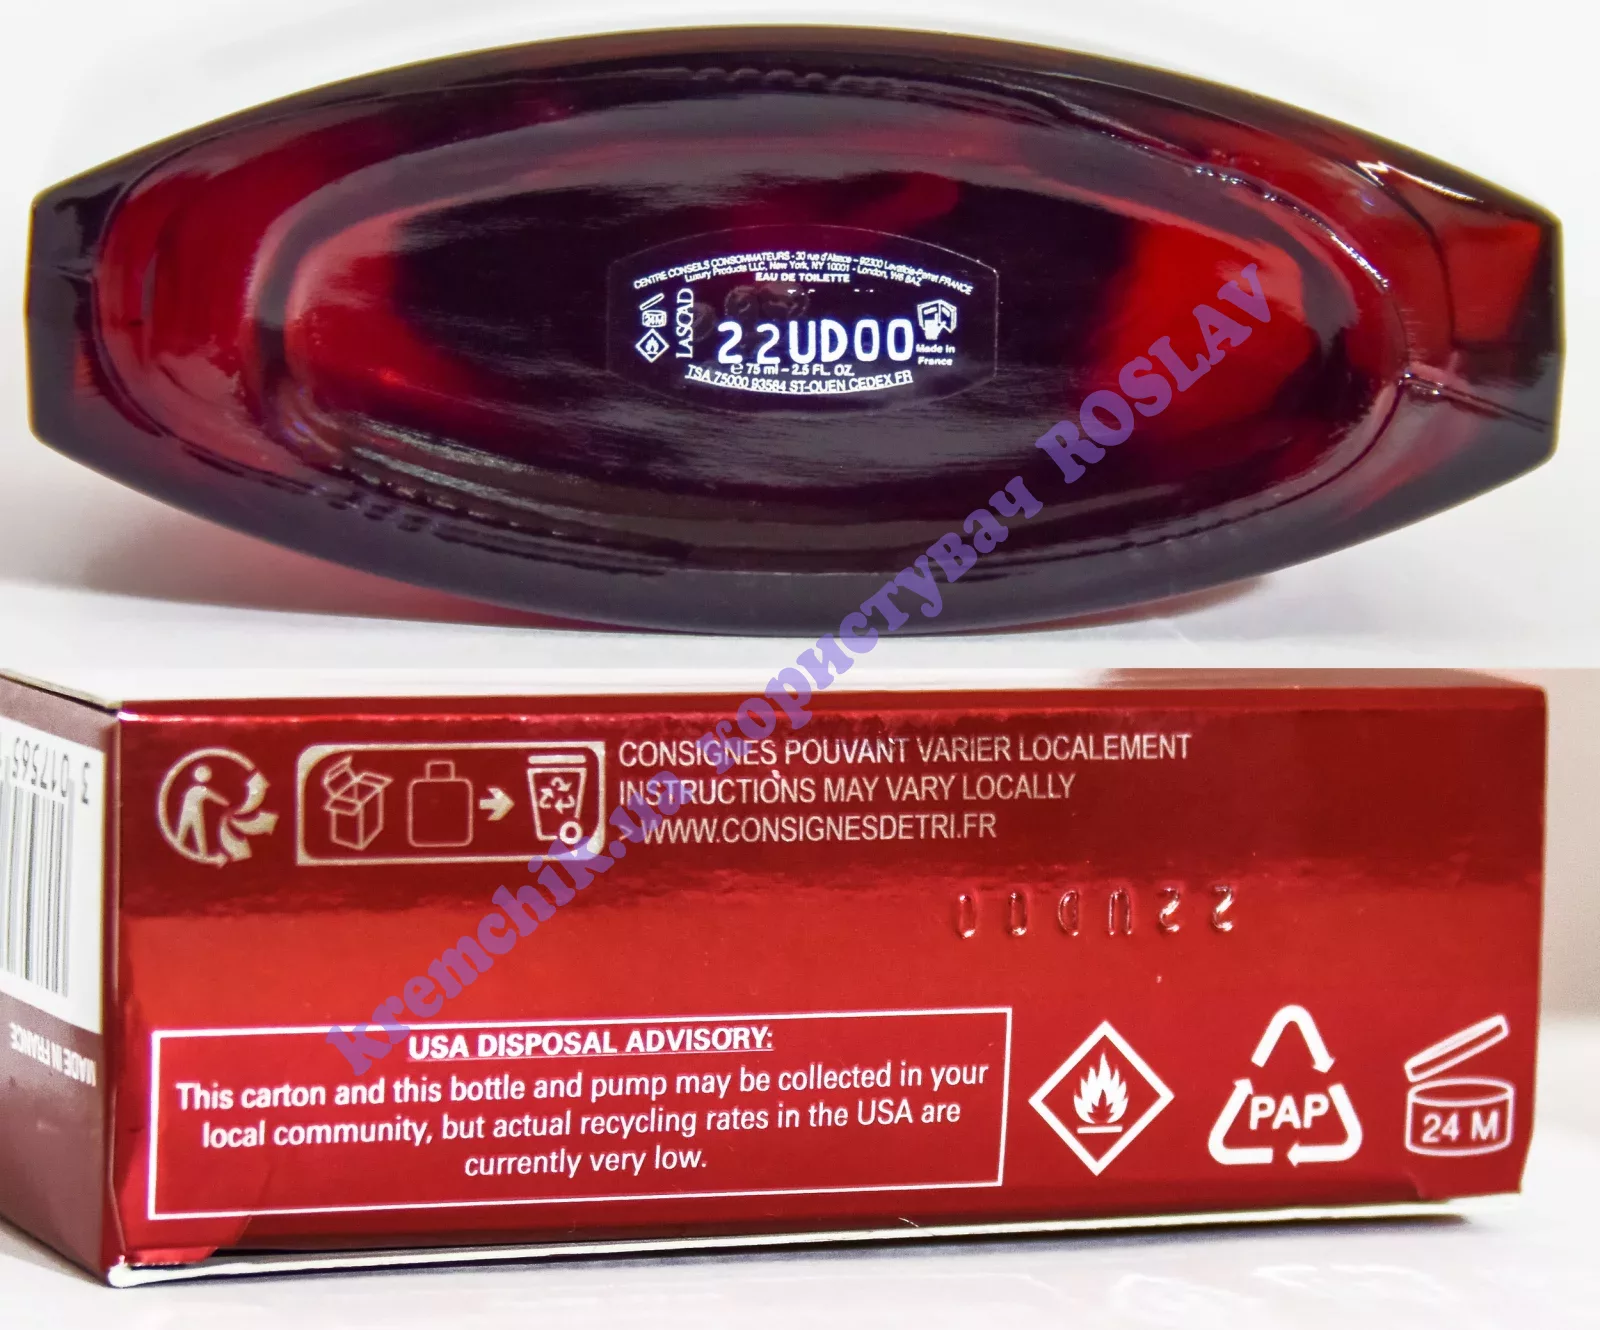 CENTRE CONSEILS CONSOMMATEURS - 30 rue d'Alsace - 92300 Levallois-Perret FRANCE
Luxury Products LLC, New York, NY 10001 - London, W6 8AZ
EAU DE TOILETTE
24M
LASCAD
22UD00
Made in
France
e 75 ml – 2.5 FL. OZ.
TSA 75000 93584 ST-OUEN CEDEX FR
kremchik.ua користувач ROSLAV
CONSIGNES POUVANT VARIER LOCALEMENT
INSTRUCTIONS MAY VARY LOCALLY
WWW.CONSIGNESDETRI.FR
3 017565
22UD00
MADE IN FRANCE
USA DISPOSAL ADVISORY:
This carton and this bottle and pump may be collected in your
local community, but actual recycling rates in the USA are
currently very low.
PAP
24 M